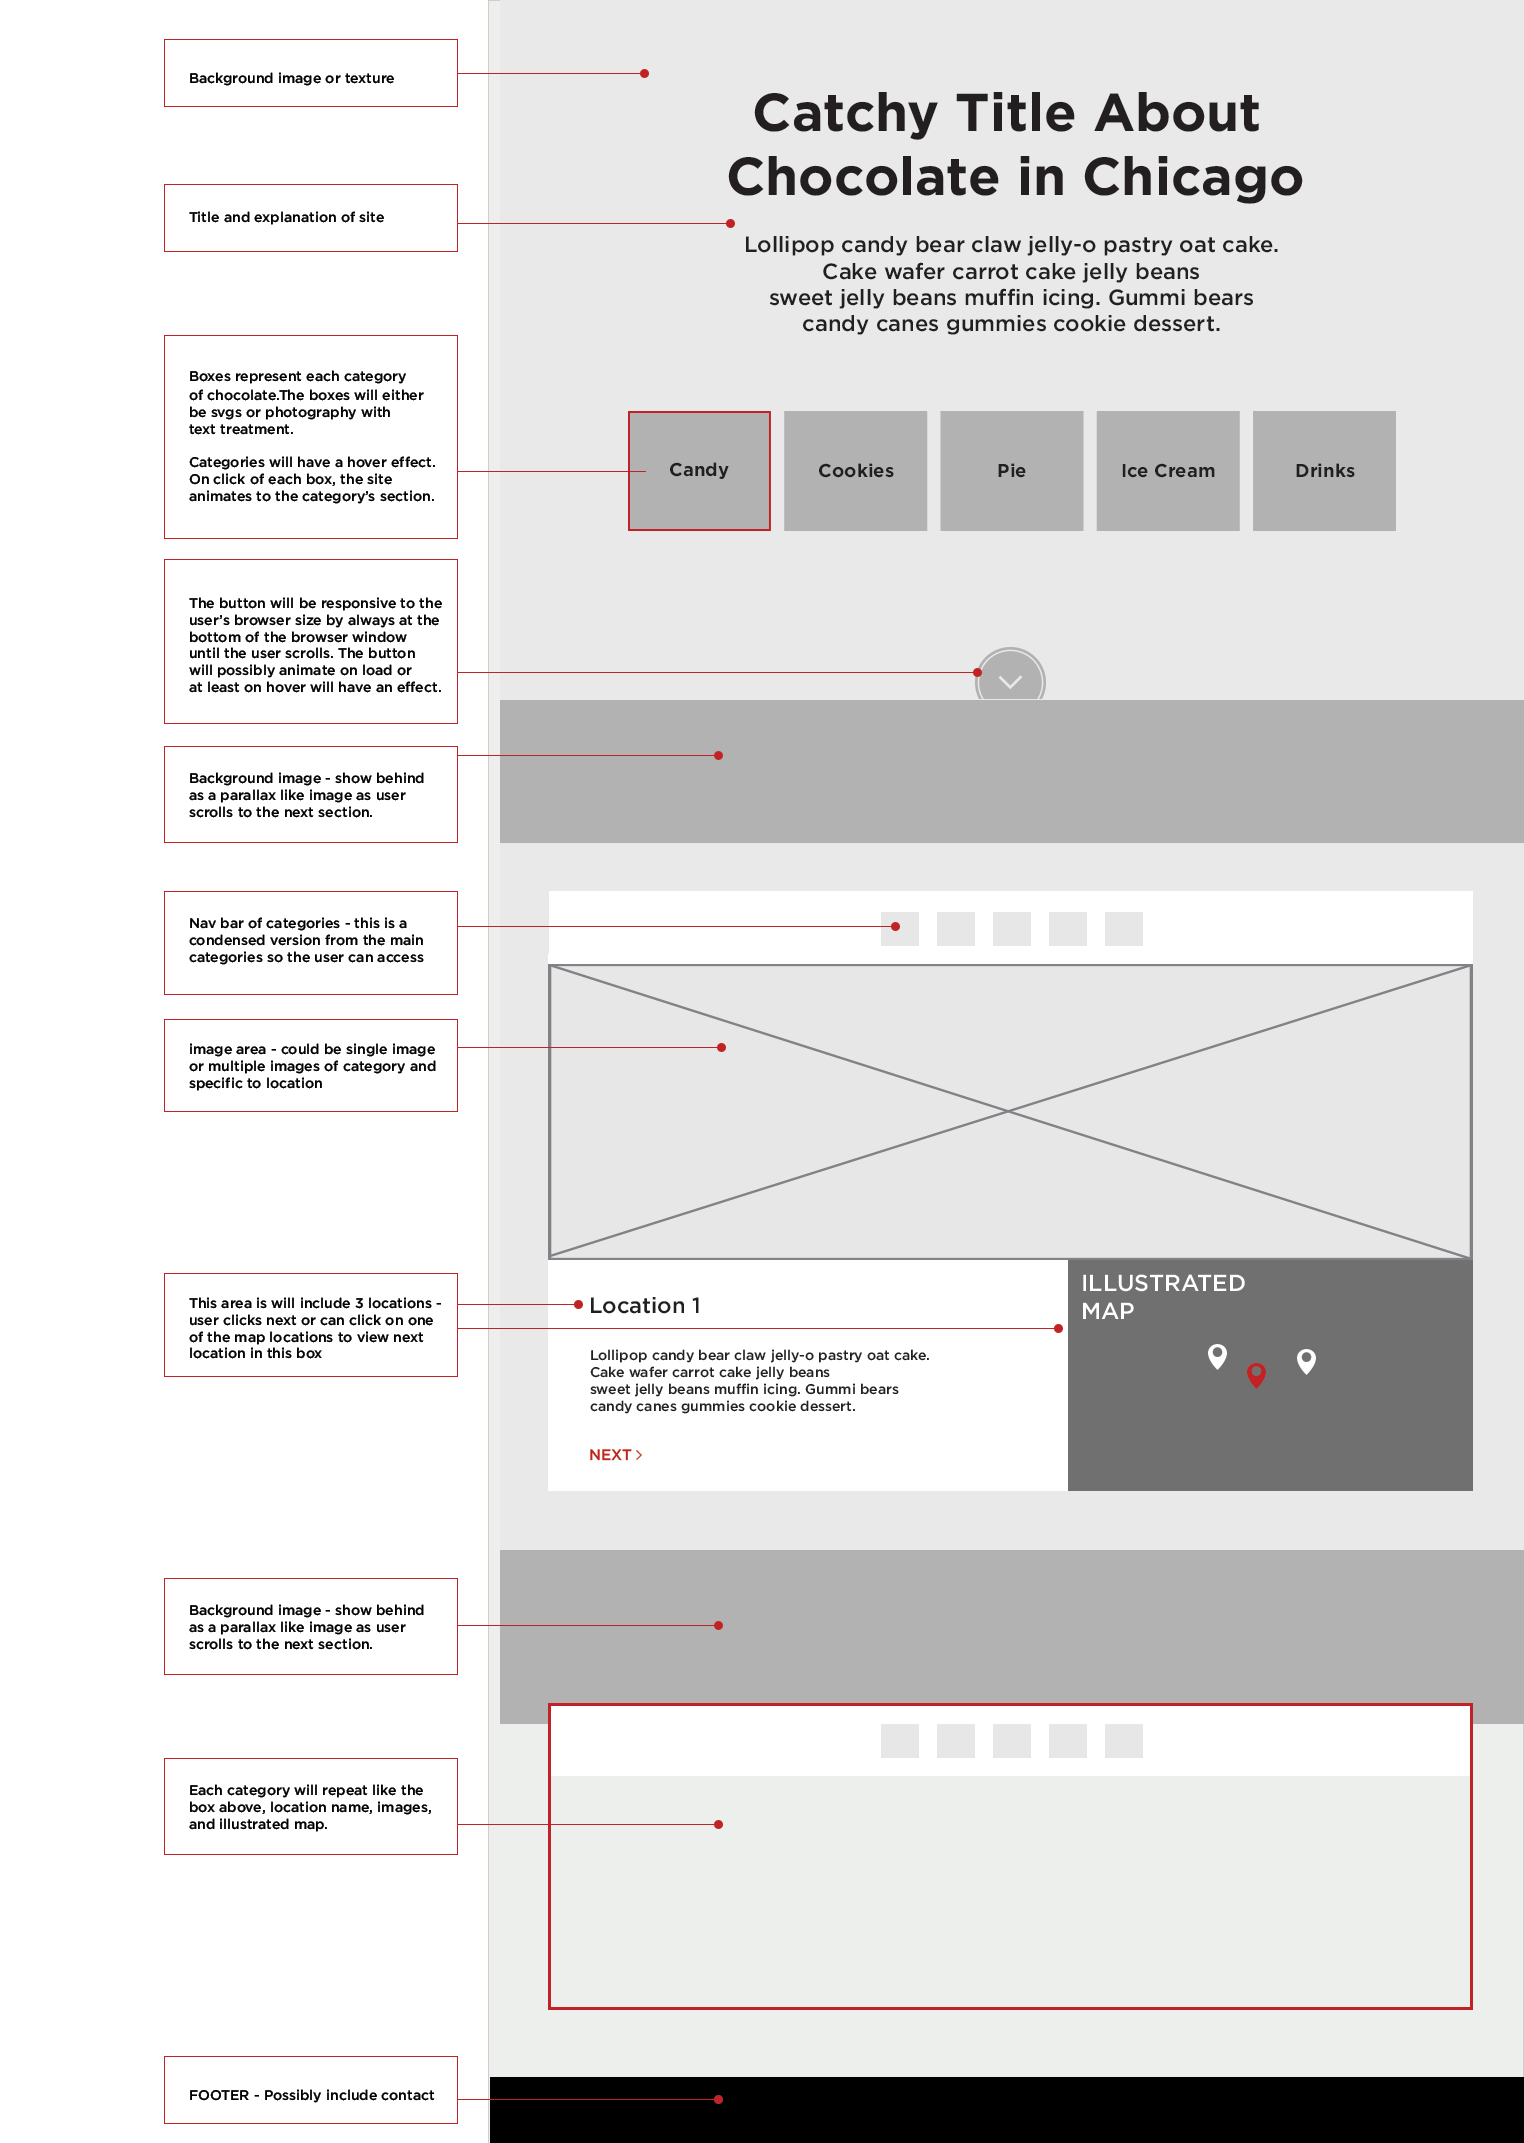 Background image or texture
Catchy Title About
Chocolate in Chicago
Title and explanation of site
Lollipop candy bear claw jelly-o pastry oat cake.
Cake wafer carrot cake jelly beans
sweet jelly beans muffin icing. Gummi bears
candy canes gummies cookie dessert.
Boxes represent each category
of chocolate.The boxes will either
be svgs or photography with
text treatment.
Categories will have a hover effect.
On click of each box, the site
animates to the category's section.
Candy
Cookies
Pie
Ice Cream
Drinks
The button will be responsive to the
user's browser size by always at the
bottom of the browser window
until the user scrolls. The button
will possibly animate on load or
at least on hover will have an effect.
Background image - show behind
as a parallax like image as user
scrolls to the next section.
Nav bar of categories - this is a
condensed version from the main
categories so the user can access
image area - could be single image
or multiple images of category and
specific to location
This area is will include 3 locations -
user clicks next or can click on one
of the map locations to view next
location in this box
Location 1
Lollipop candy bear claw jelly-o pastry oat cake.
Cake wafer carrot cake jelly beans
sweet jelly beans muffin icing. Gummi bears
candy canes gummies cookie dessert.
NEXT >
ILLUSTRATED
MAP
Background image - show behind
as a parallax like image as user
scrolls to the next section.
Each category will repeat like the
box above, location name, images,
and illustrated map.
FOOTER - Possibly include contact